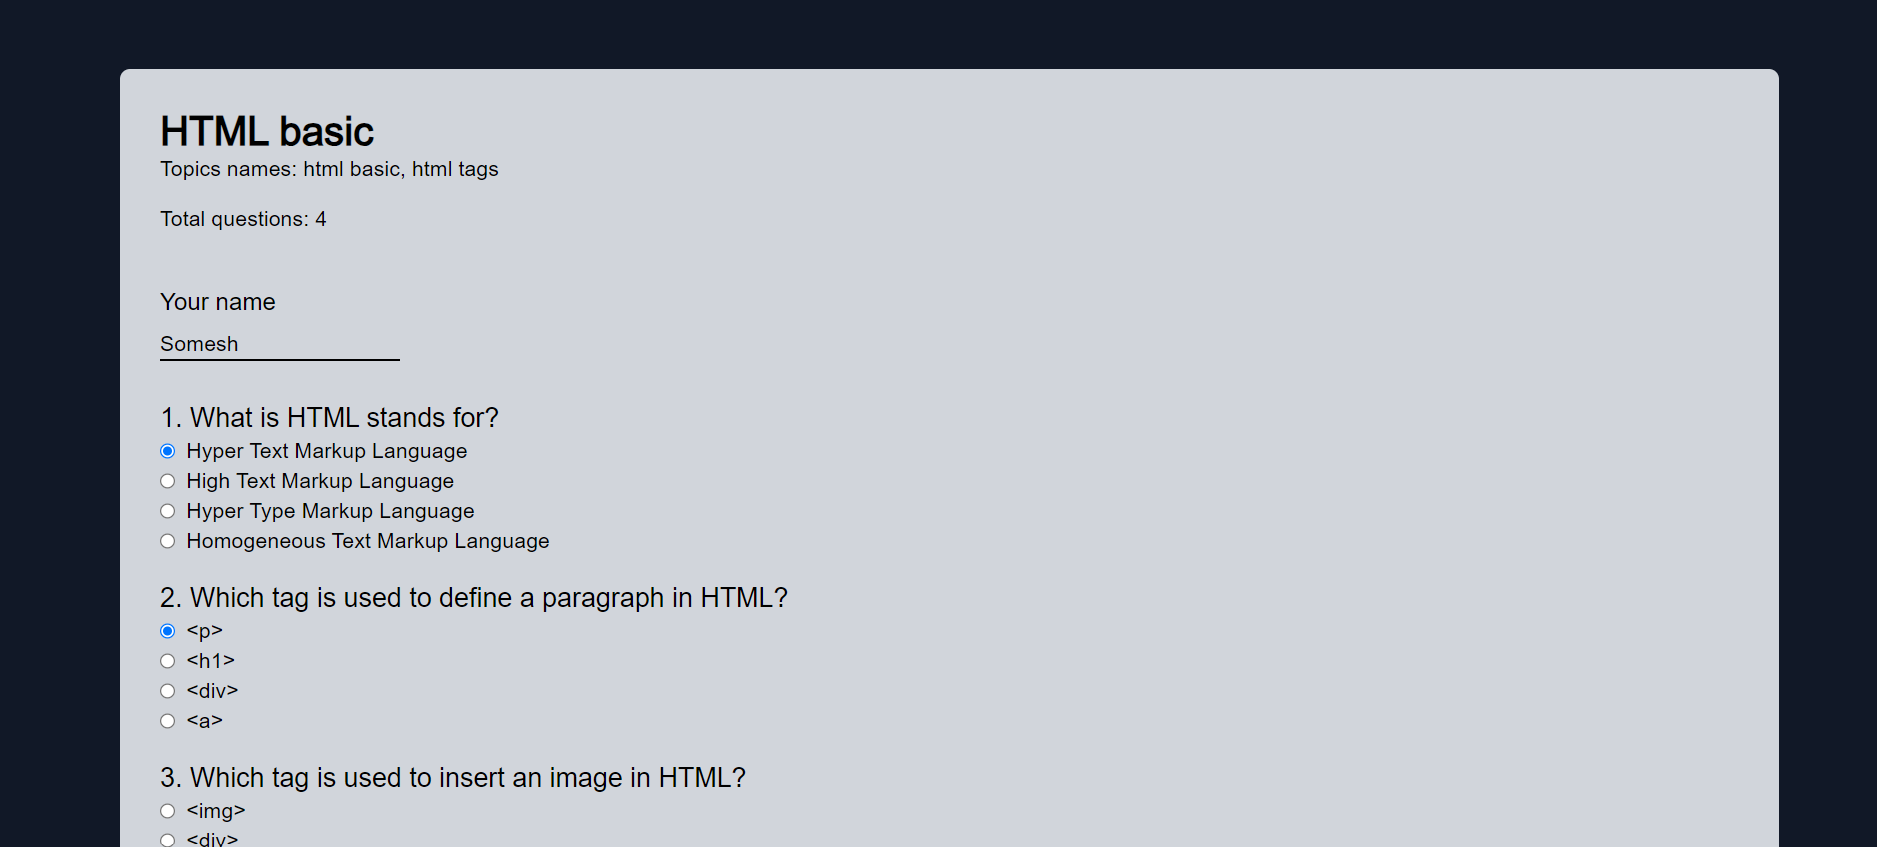 HTML basic
Topics names: html basic, html tags
Total questions: 4
Your name
Somesh
1. What is HTML stands for?
Hyper Text Markup Language
High Text Markup Language
Hyper Type Markup Language
Homogeneous Text Markup Language
2. Which tag is used to define a paragraph in HTML?
<p>
<h1>
<div>
<a>
3. Which tag is used to insert an image in HTML?
<img>
<div>